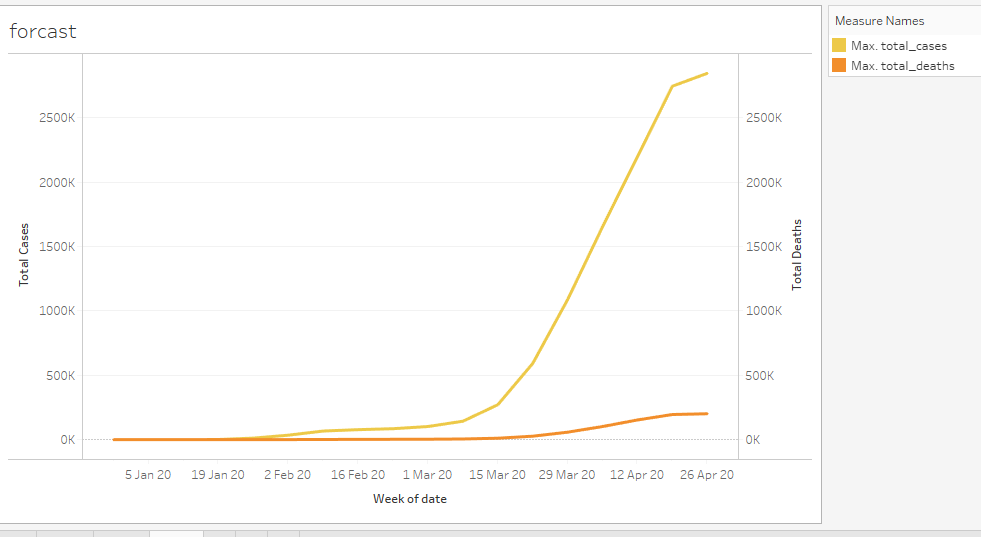 forcast
Measure Names
Max. total_cases
Max. total_deaths
Total Cases
2500K
2000K
1500K
1000K
500K
0K
2500K
2000K
1500K
1000K
500K
0K
Total Deaths
5 Jan 20 19 Jan 20 2 Feb 20 16 Feb 20 1 Mar 20 15 Mar 20 29 Mar 20 12 Apr 20 26 Apr 20
Week of date